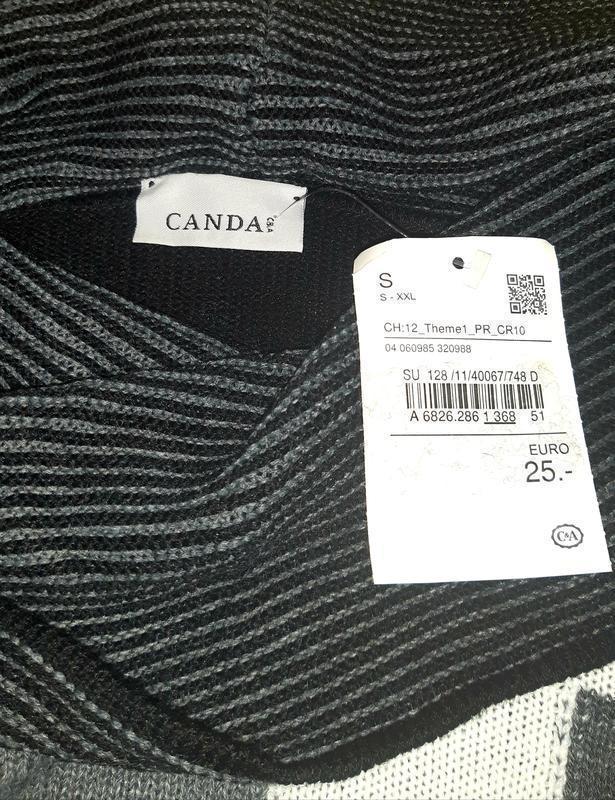 CANDA C&A
S
S - XXL
CH:12_Theme1_PR_CR10
04 060985 320988
SU 128 /11/40067/748 D
A 6826.286 1 368 51
EURO
25.-
C&A